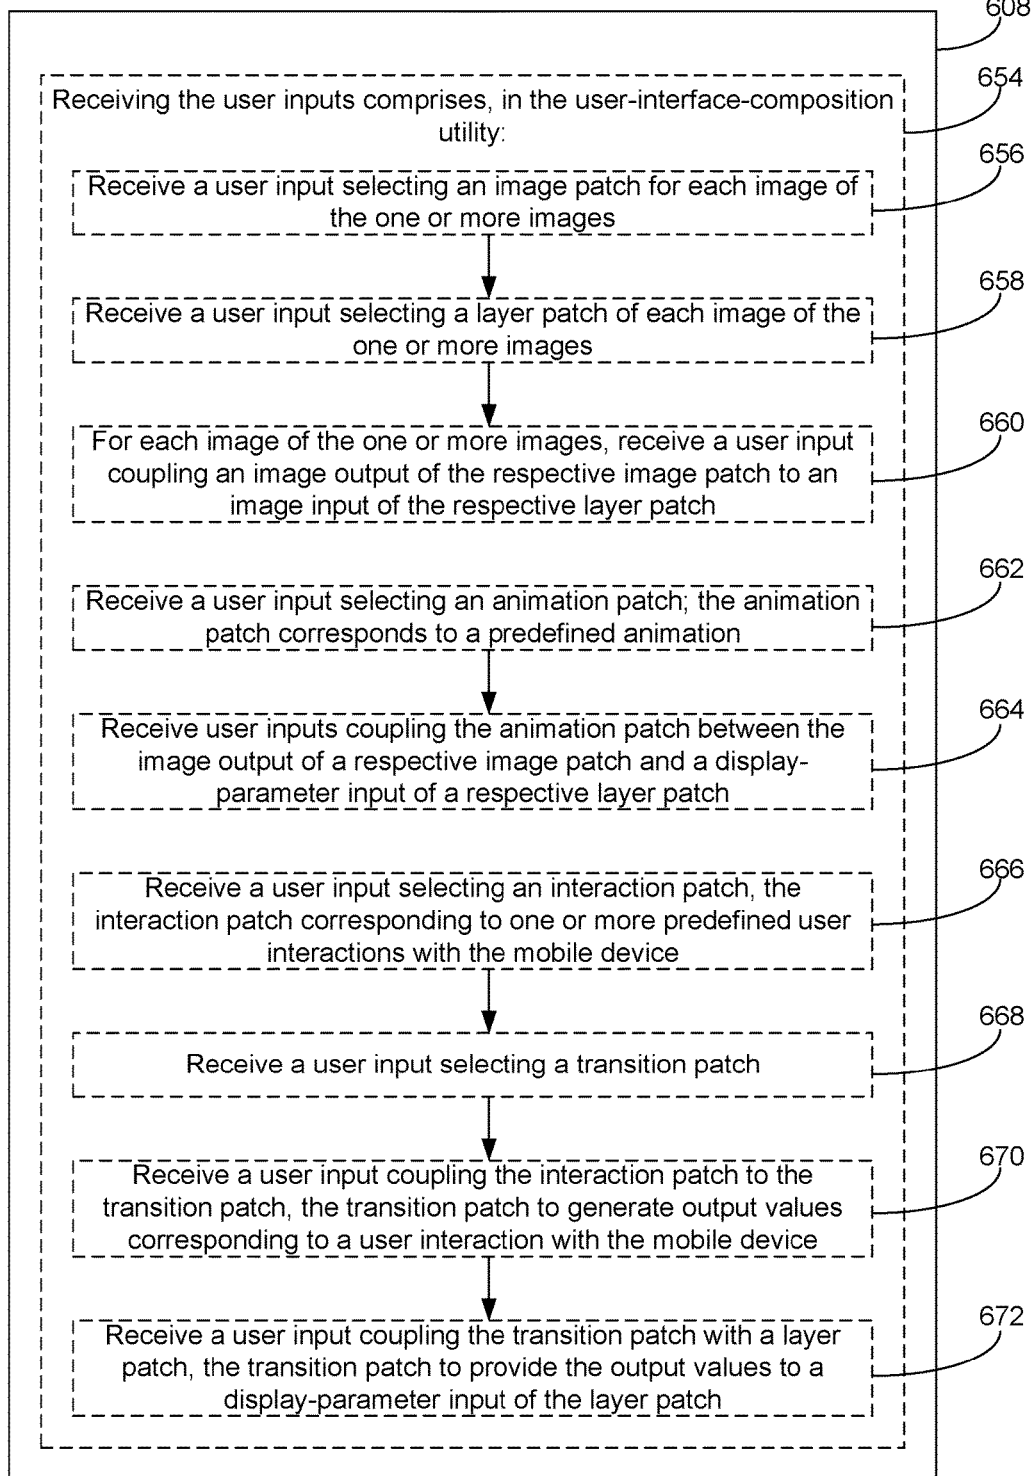 608
654
Receiving the user inputs comprises, in the user-interface-composition
utility:
656
Receive a user input selecting an image patch for each image of
the one or more images
658
Receive a user input selecting a layer patch of each image of the
one or more images
660
For each image of the one or more images, receive a user input
coupling an image output of the respective image patch to an
image input of the respective layer patch
662
Receive a user input selecting an animation patch; the animation
patch corresponds to a predefined animation
664
Receive user inputs coupling the animation patch between the
image output of a respective image patch and a display-
parameter input of a respective layer patch
666
Receive a user input selecting an interaction patch, the
interaction patch corresponding to one or more predefined user
interactions with the mobile device
668
Receive a user input selecting a transition patch
670
Receive a user input coupling the interaction patch to the
transition patch, the transition patch to generate output values
corresponding to a user interaction with the mobile device
672
Receive a user input coupling the transition patch with a layer
patch, the transition patch to provide the output values to a
display-parameter input of the layer patch